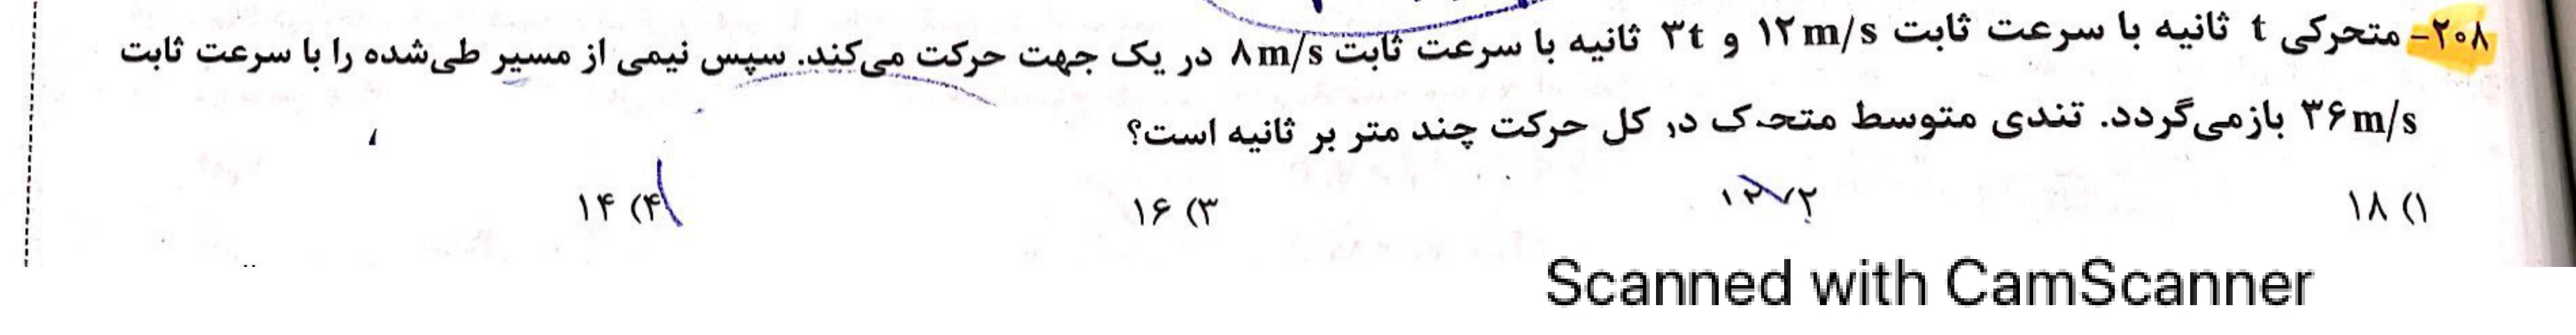 ۲۰۸- متحرکی t ثانیه با سرعت ثابت ۱۲m/s و ۳t ثانیه با سرعت ثابت ۸m/s در یک جهت حرکت می‌کند. سپس نیمی از مسیر طی‌شده را با سرعت ثابت
۳۶m/s بازمی‌گردد. تندی متوسط متحرک در کل حرکت چند متر بر ثانیه است؟
۱) ۱۸ ۲) ۱۲ ۳) ۱۶ ۴) ۱۴
Scanned with CamScanner